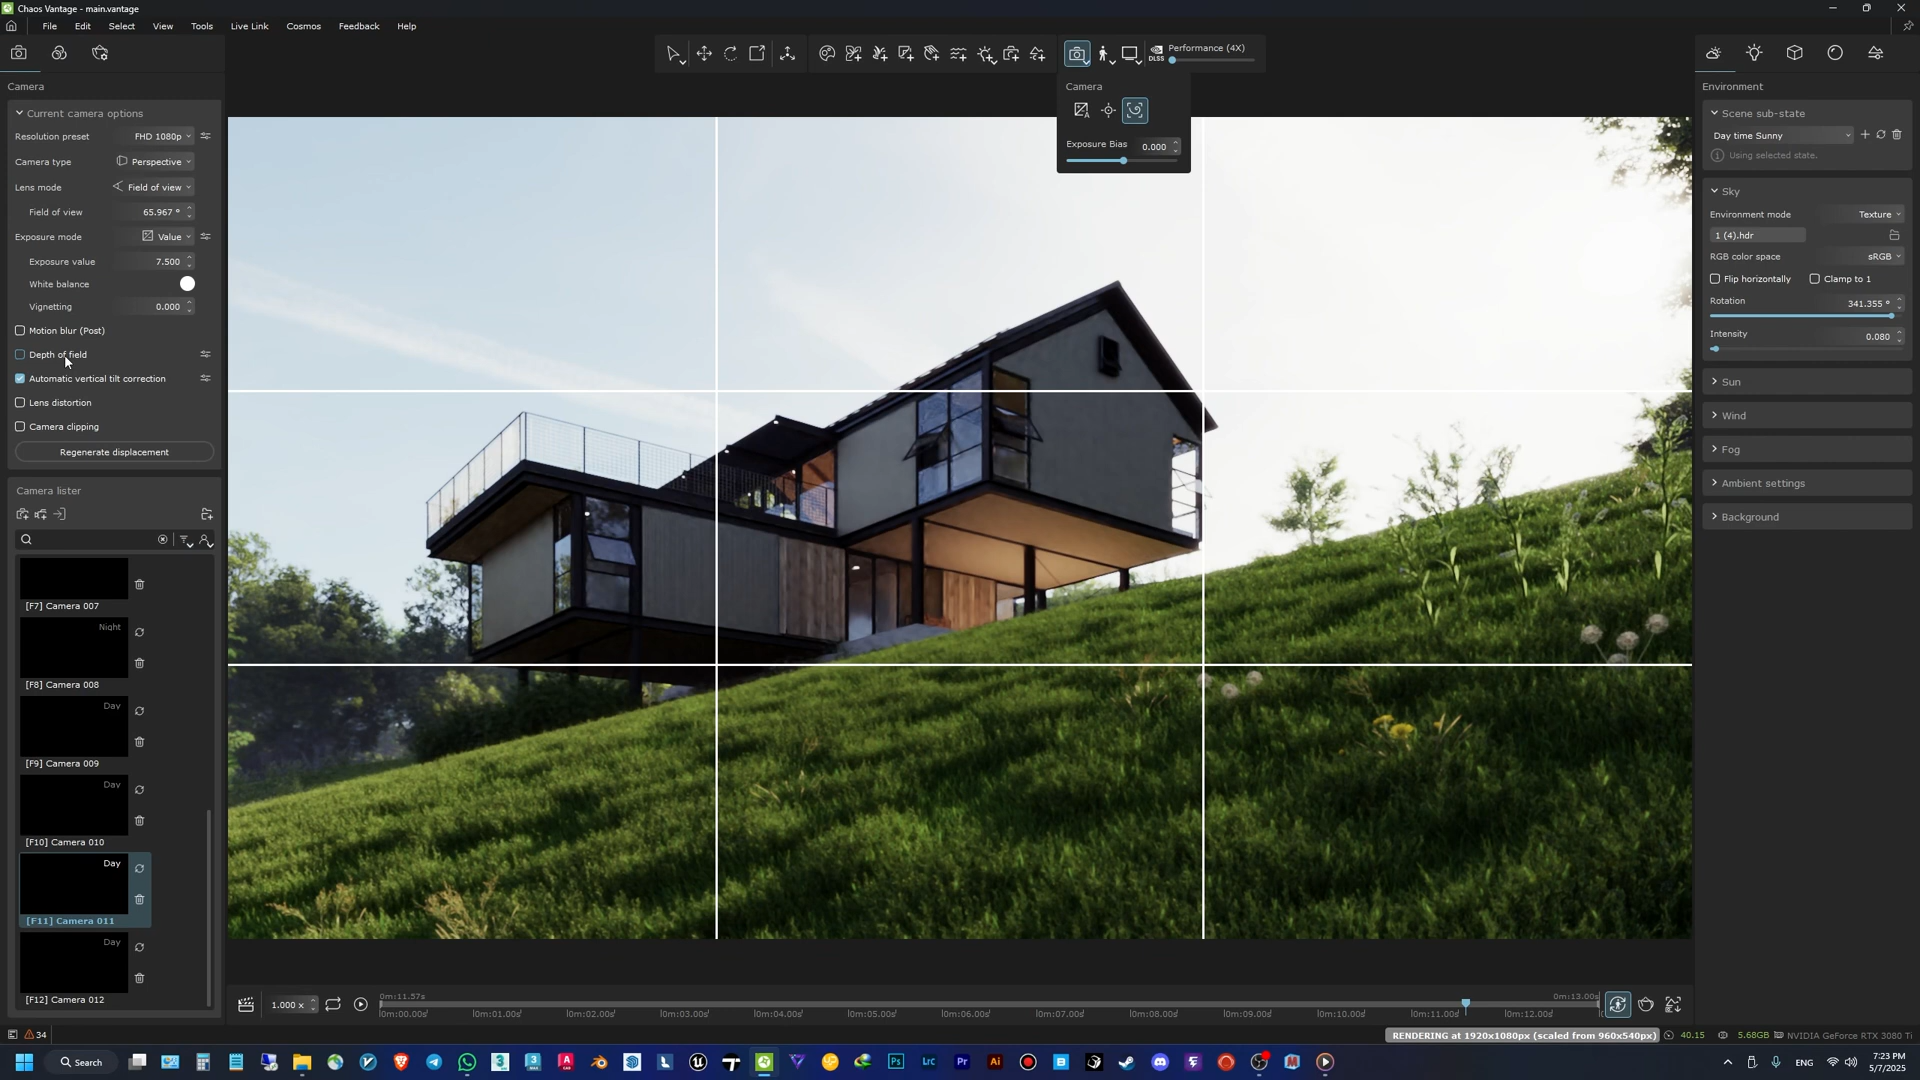 Chaos Vantage - main.vantage
File Edit Select View Tools Live Link Cosmos Feedback Help
DLSS Performance (4X)
Camera
Current camera options
Resolution preset FHD 1080p
Camera type Perspective
Lens mode Field of view
Field of view 65.967 °
Exposure mode Value
Exposure value 7.500
White balance
Vignetting 0.000
Motion blur (Post)
Depth of field
Automatic vertical tilt correction
Lens distortion
Camera clipping
Regenerate displacement
Camera lister
[F7] Camera 007
Night
[F8] Camera 008
Day
[F9] Camera 009
Day
[F10] Camera 010
Day
[F11] Camera 011
Day
[F12] Camera 012
34
Camera
Exposure Bias 0.000
Environment
Scene sub-state
Day time Sunny
Using selected state.
Sky
Environment mode Texture
1 (4).hdr
RGB color space sRGB
Flip horizontally Clamp to 1
Rotation 341.355 °
Intensity 0.080
Sun
Wind
Fog
Ambient settings
Background
1.000 x
0m:11.57s 0m:13.00s
0m:00.00s 0m:01.00s 0m:02.00s 0m:03.00s 0m:04.00s 0m:05.00s 0m:06.00s 0m:07.00s 0m:08.00s 0m:09.00s 0m:10.00s 0m:11.00s 0m:12.00s
RENDERING at 1920x1080px (scaled from 960x540px) 40.15 5.68GB NVIDIA GeForce RTX 3080 Ti
Search
Ps Lrc Pr Ai
ENG
7:23 PM
5/7/2025